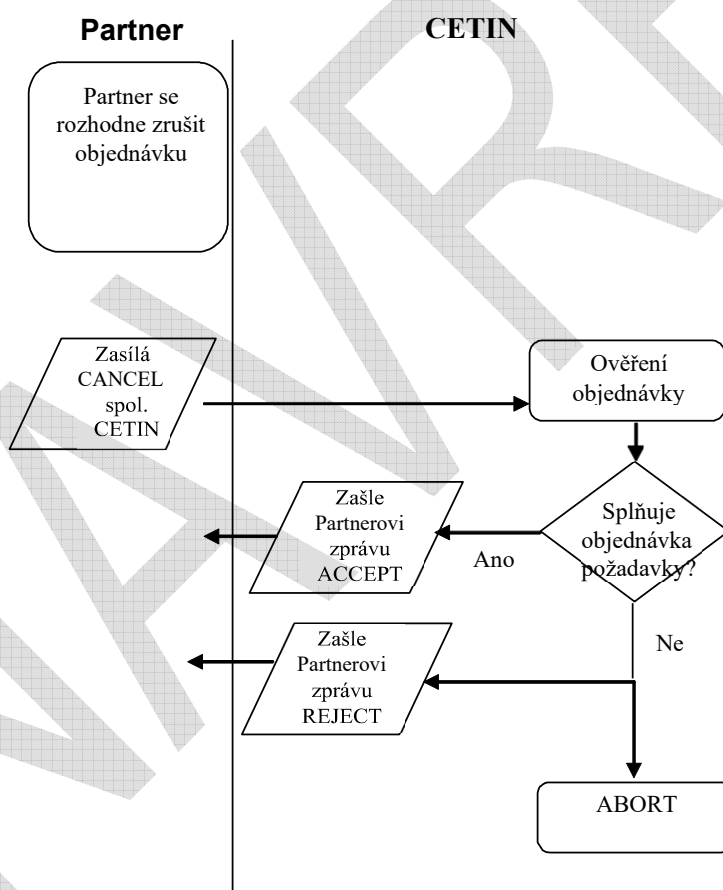 Partner
CETIN
Partner se
rozhodne zrušit
objednávku
Zasílá
CANCEL
spol.
CETIN
Ověření
objednávky
Zašle
Partnerovi
zprávu
ACCEPT
Ano
Splňuje
objednávka
požadavky?
Ne
Zašle
Partnerovi
zprávu
REJECT
ABORT